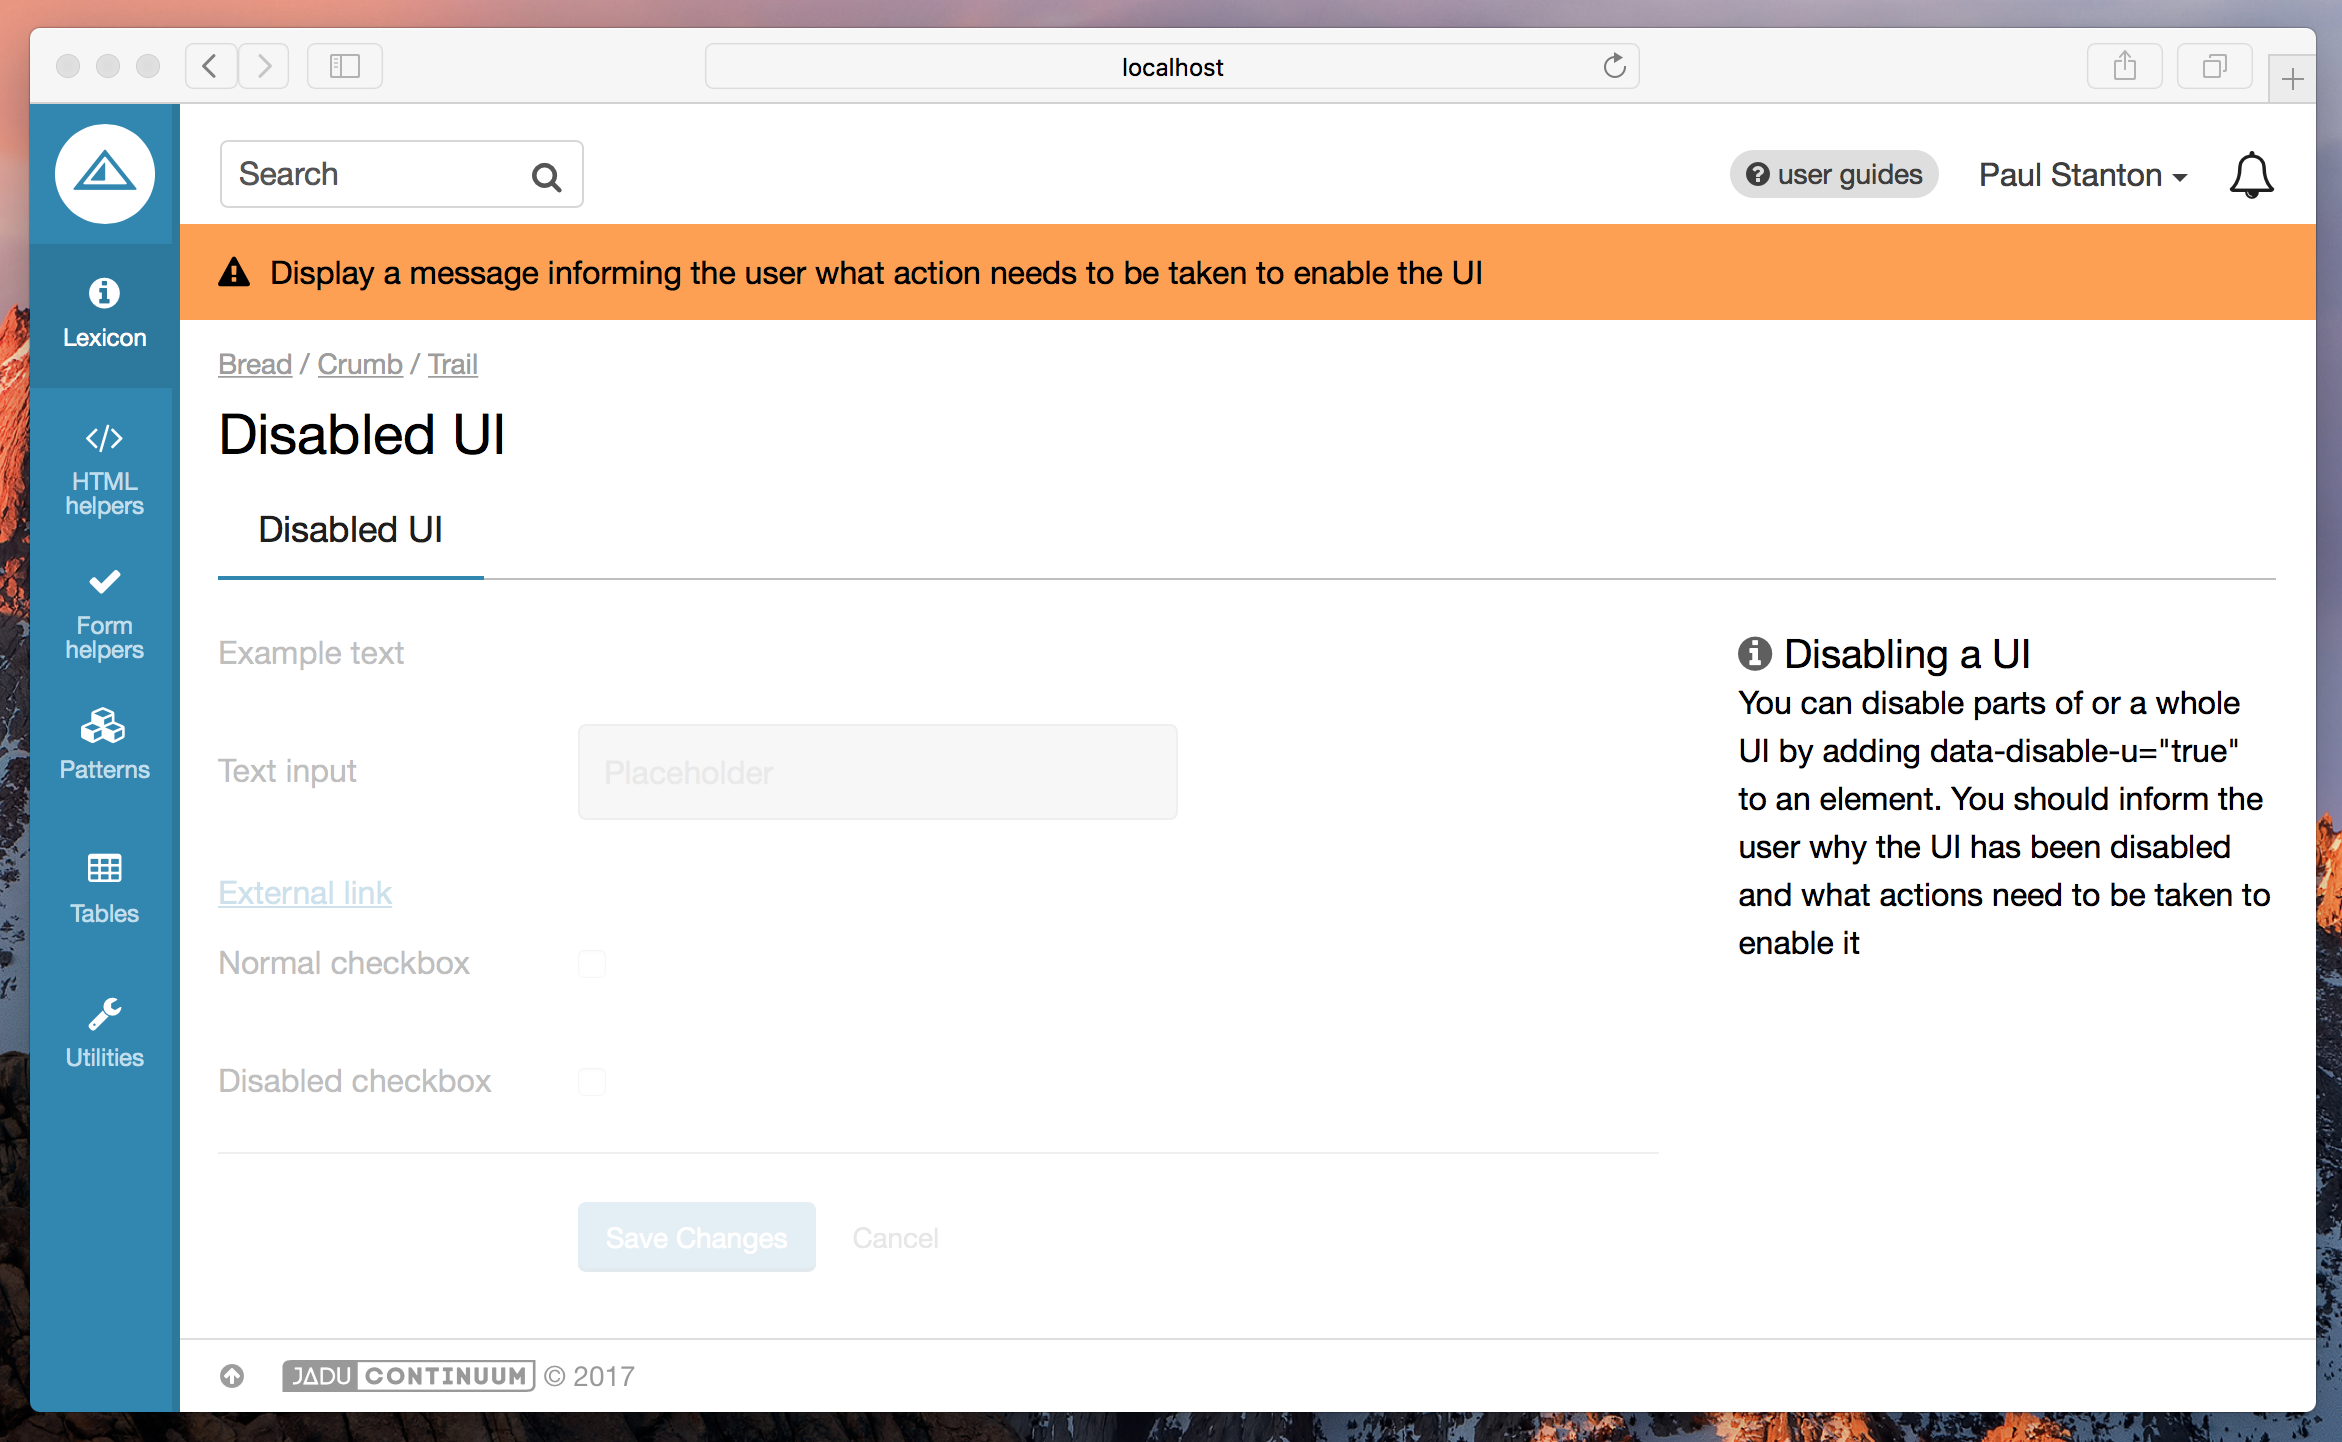 localhost
Search
user guides
Paul Stanton
Display a message informing the user what action needs to be taken to enable the UI
Lexicon
HTML
helpers
Form
helpers
Patterns
Tables
Utilities
Bread / Crumb / Trail
Disabled UI
Disabled UI
Example text
Text input
Placeholder
External link
Normal checkbox
Disabled checkbox
Save Changes
Cancel
Disabling a UI
You can disable parts of or a whole
UI by adding data-disable-u="true"
to an element. You should inform the
user why the UI has been disabled
and what actions need to be taken to
enable it
JADU CONTINUUM © 2017